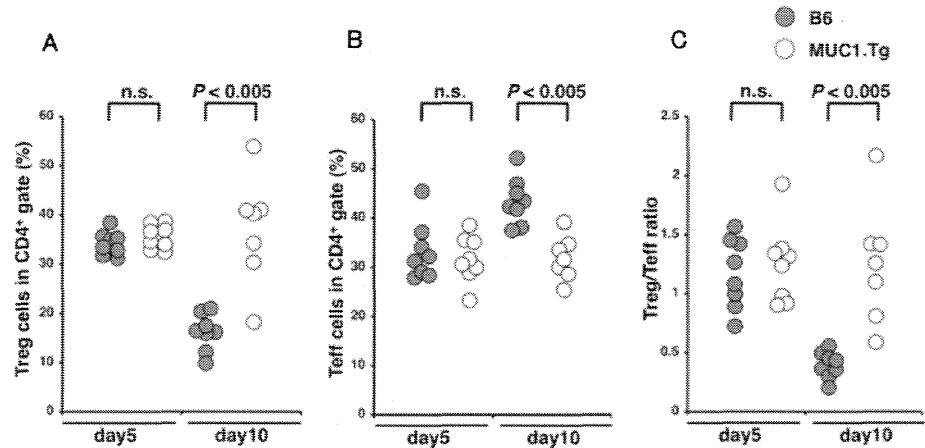 B6
MUC1.Tg
A
n.s.
P < 0.005
Treg cells in CD4+ gate (%)
60
50
40
30
20
10
0
day5
day10
B
n.s.
P < 0.005
Teff cells in CD4+ gate (%)
60
50
40
30
20
10
0
day5
day10
C
n.s.
P < 0.005
Treg/Teff ratio
2.5
2
1.5
1
0.5
0
day5
day10